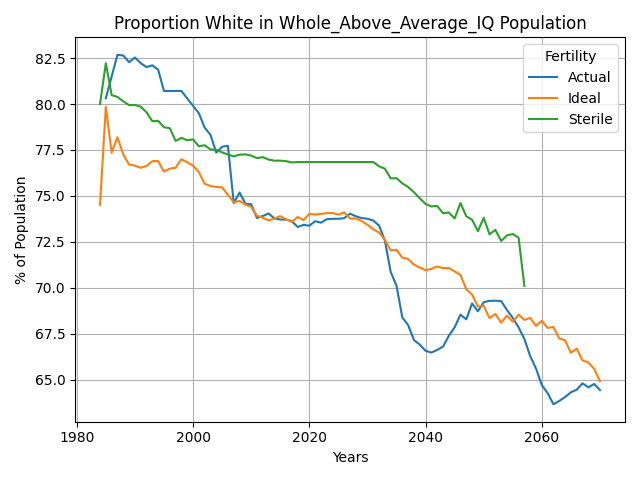 Proportion White in Whole_Above_Average_IQ Population
% of Population
82.5
80.0
77.5
75.0
72.5
70.0
67.5
65.0
Fertility
Actual
Ideal
Sterile
1980
2000
2020
2040
2060
Years